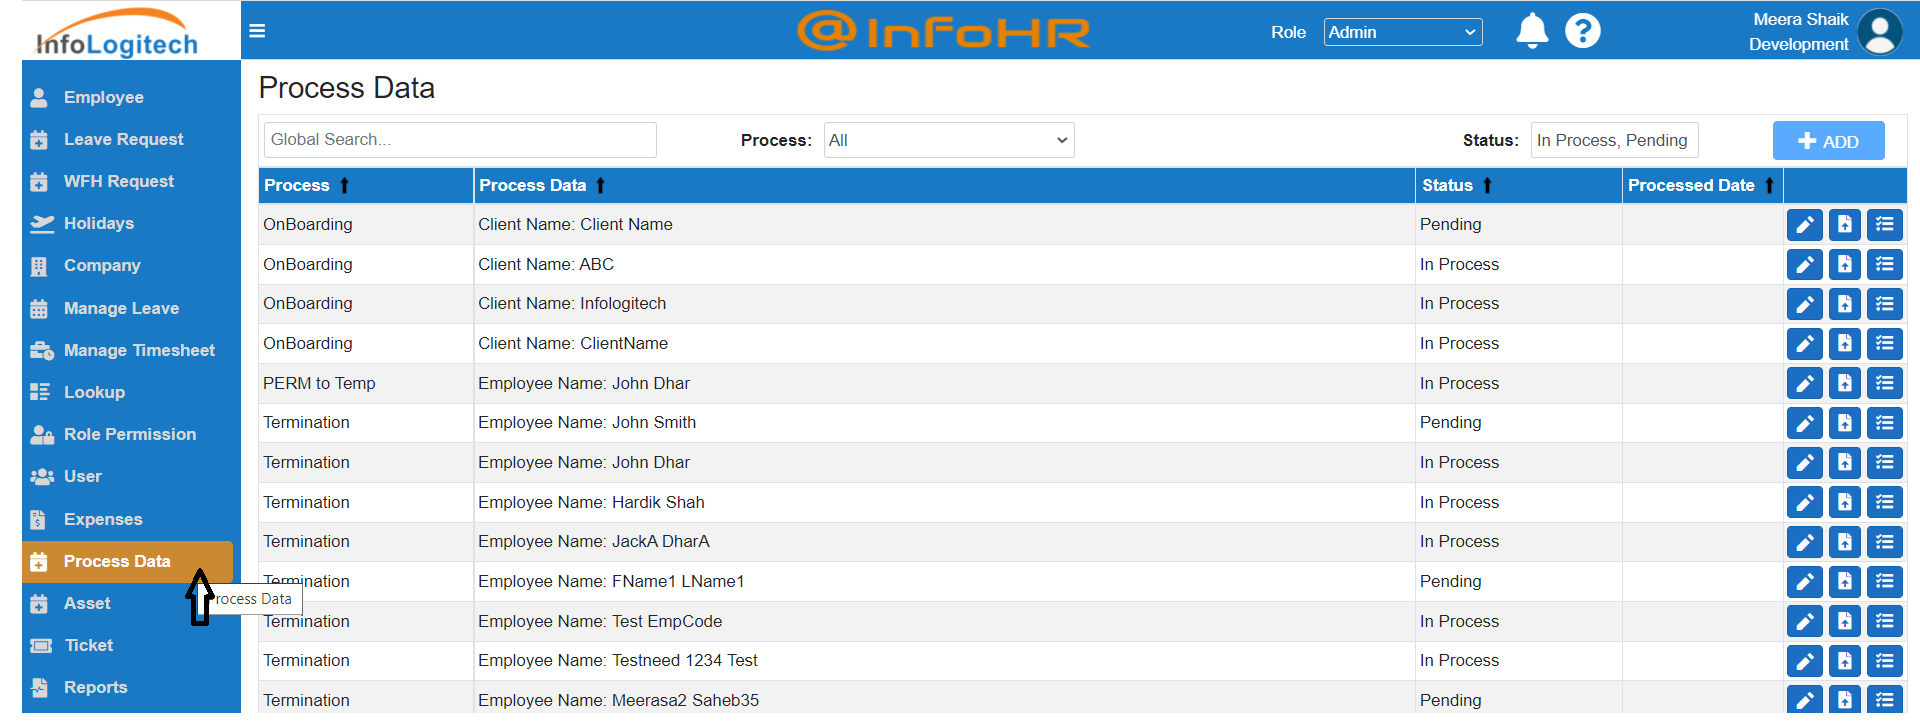 InfoLogitech
@InFoHR
Role Admin
Meera Shaik
Development
Employee
Leave Request
WFH Request
Holidays
Company
Manage Leave
Manage Timesheet
Lookup
Role Permission
User
Expenses
Process Data
Asset
Ticket
Reports
rocess Data
Process Data
Global Search... Process: All Status: In Process, Pending ADD
Process Process Data Status Processed Date
OnBoarding Client Name: Client Name Pending
OnBoarding Client Name: ABC In Process
OnBoarding Client Name: Infologitech In Process
OnBoarding Client Name: ClientName In Process
PERM to Temp Employee Name: John Dhar In Process
Termination Employee Name: John Smith Pending
Termination Employee Name: John Dhar In Process
Termination Employee Name: Hardik Shah In Process
Termination Employee Name: JackA DharA In Process
Termination Employee Name: FName1 LName1 Pending
Termination Employee Name: Test EmpCode In Process
Termination Employee Name: Testneed 1234 Test In Process
Termination Employee Name: Meerasa2 Saheb35 Pending